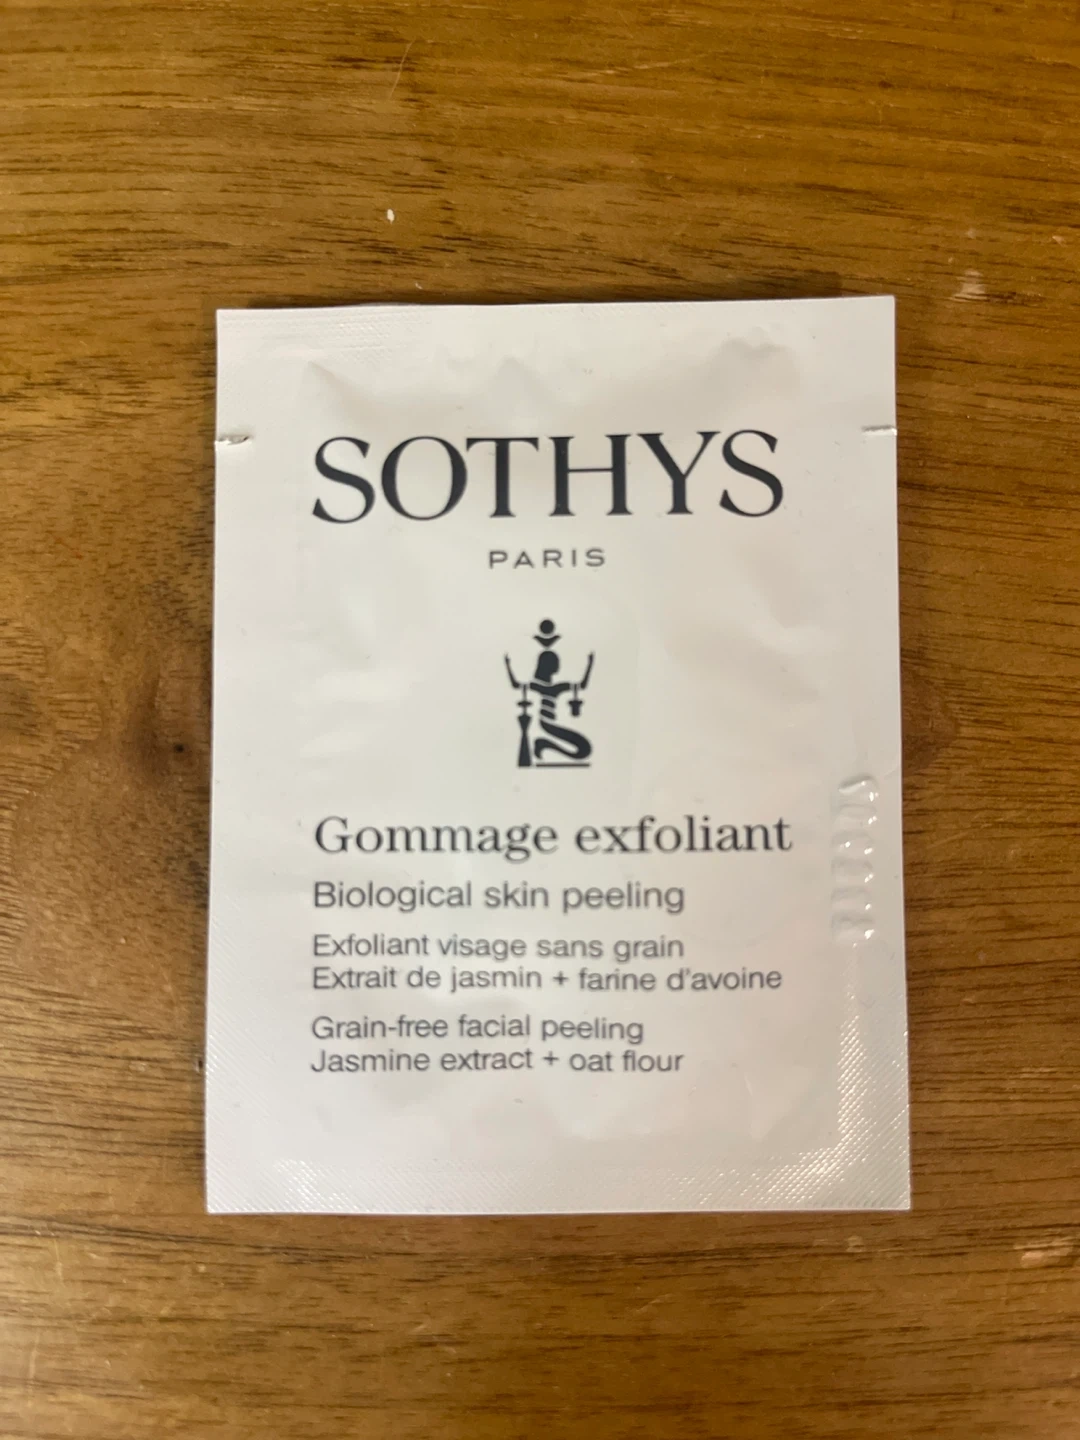 SOTHYS
PARIS
Gommage exfoliant
Biological skin peeling
Exfoliant visage sans grain
Extrait de jasmin + farine d'avoine
Grain-free facial peeling
Jasmine extract + oat flour